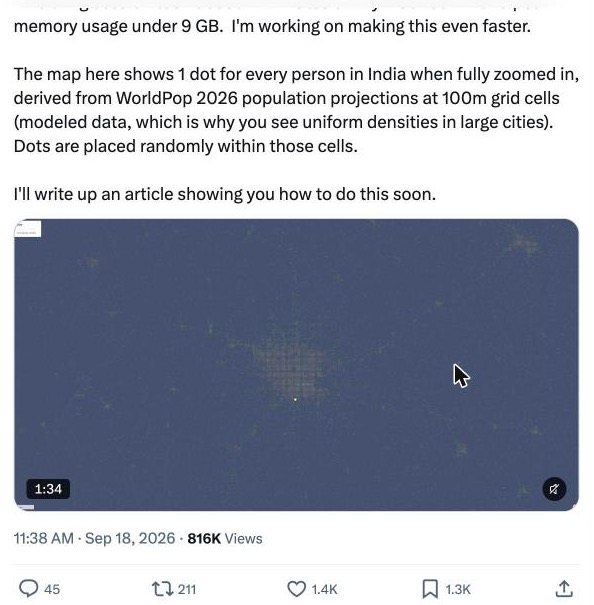 memory usage under 9 GB. I'm working on making this even faster.
The map here shows 1 dot for every person in India when fully zoomed in,
derived from WorldPop 2026 population projections at 100m grid cells
(modeled data, which is why you see uniform densities in large cities).
Dots are placed randomly within those cells.
I'll write up an article showing you how to do this soon.
1:34
11:38 AM · Sep 18, 2026 · 816K Views
45 211 1.4K 1.3K